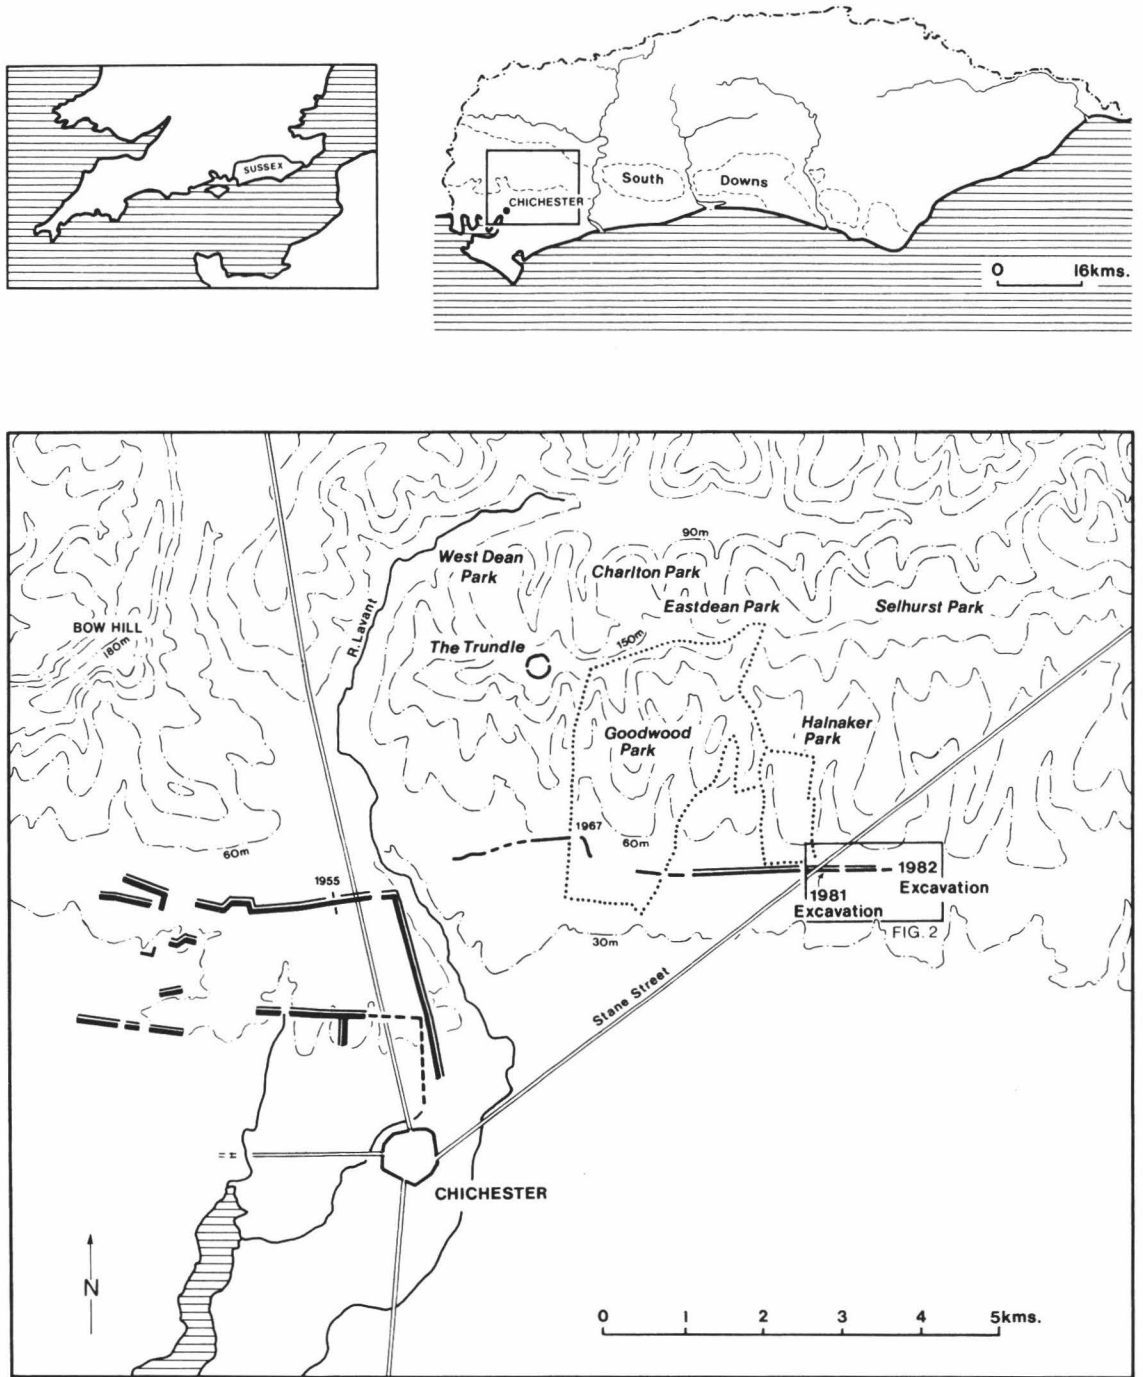 SUSSEX
South Downs
CHICHESTER
0 16kms.
90m
West Dean
Park
Charlton Park
Eastdean Park
Selhurst Park
R. Lavant
BOW HILL
180m
The Trundle
150m
Goodwood
Park
Halnaker
Park
1967
60m
60m
1955
1982
Excavation
1981
Excavation
FIG. 2
30m
Stane Street
CHICHESTER
N
0 1 2 3 4 5kms.